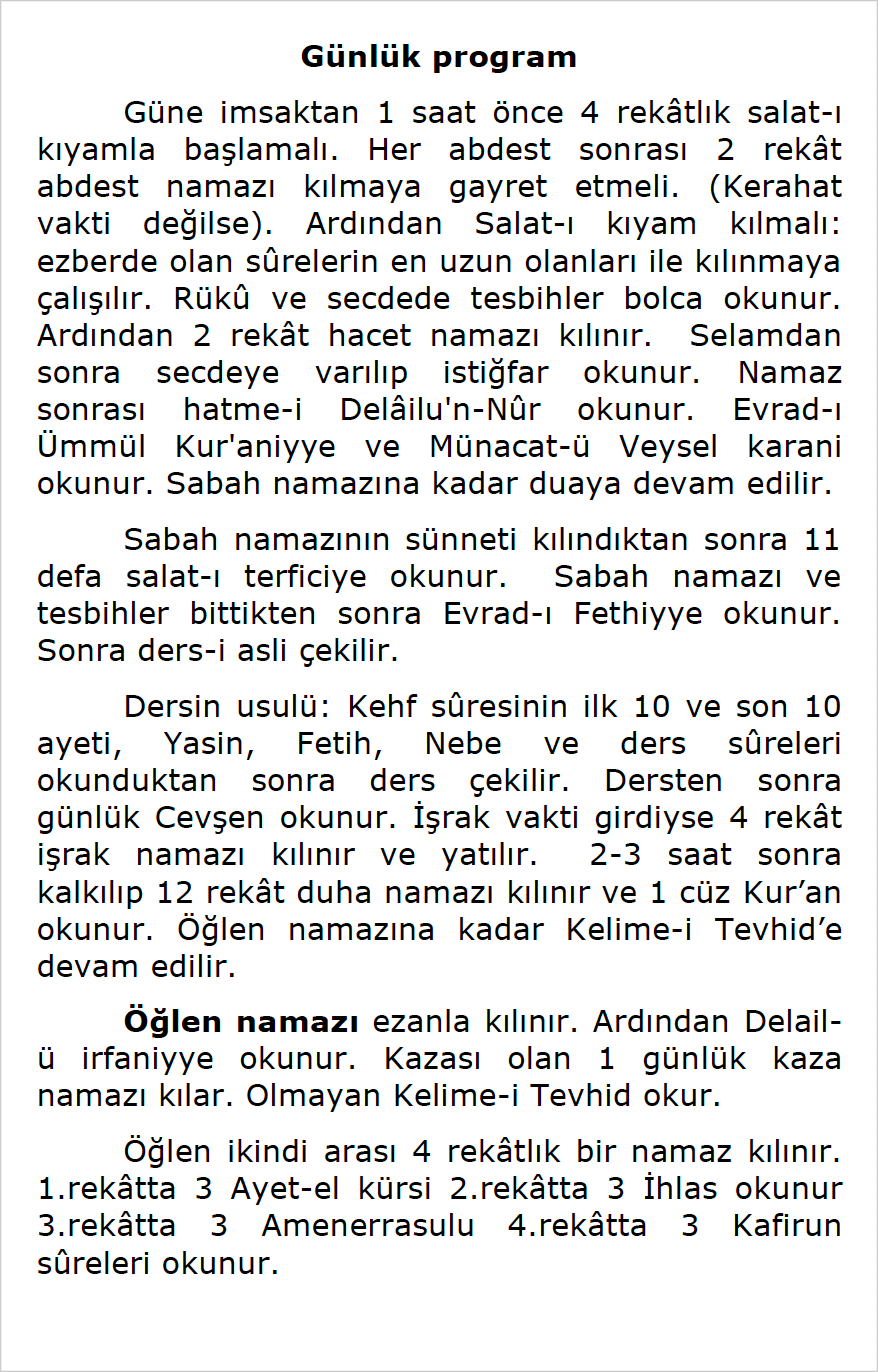 Günlük program
Güne imsaktan 1 saat önce 4 rekâtlık salat-ı
kıyamla başlamalı. Her abdest sonrası 2 rekât
abdest namazı kılmaya gayret etmeli. (Kerahat
vakti değilse). Ardından Salat-ı kıyam kılmalı:
ezberde olan sûrelerin en uzun olanları ile kılınmaya
çalışılır. Rükû ve secdede tesbihler bolca okunur.
Ardından 2 rekât hacet namazı kılınır. Selamdan
sonra secdeye varılıp istiğfar okunur. Namaz
sonrası hatme-i Delâilu'n-Nûr okunur. Evrad-ı
Ümmül Kur'aniyye ve Münacat-ü Veysel karani
okunur. Sabah namazına kadar duaya devam edilir.
Sabah namazının sünneti kılındıktan sonra 11
defa salat-ı terficiye okunur. Sabah namazı ve
tesbihler bittikten sonra Evrad-ı Fethiyye okunur.
Sonra ders-i asli çekilir.
Dersin usulü: Kehf sûresinin ilk 10 ve son 10
ayeti, Yasin, Fetih, Nebe ve ders sûreleri
okunduktan sonra ders çekilir. Dersten sonra
günlük Cevşen okunur. İşrak vakti girdiyse 4 rekât
işrak namazı kılınır ve yatılır. 2-3 saat sonra
kalkılıp 12 rekât duha namazı kılınır ve 1 cüz Kur’an
okunur. Öğlen namazına kadar Kelime-i Tevhid’e
devam edilir.
Öğlen namazı ezanla kılınır. Ardından Delail-
ü irfaniyye okunur. Kazası olan 1 günlük kaza
namazı kılar. Olmayan Kelime-i Tevhid okur.
Öğlen ikindi arası 4 rekâtlık bir namaz kılınır.
1.rekâtta 3 Ayet-el kürsi 2.rekâtta 3 İhlas okunur
3.rekâtta 3 Amenerrasulu 4.rekâtta 3 Kafirun
sûreleri okunur.